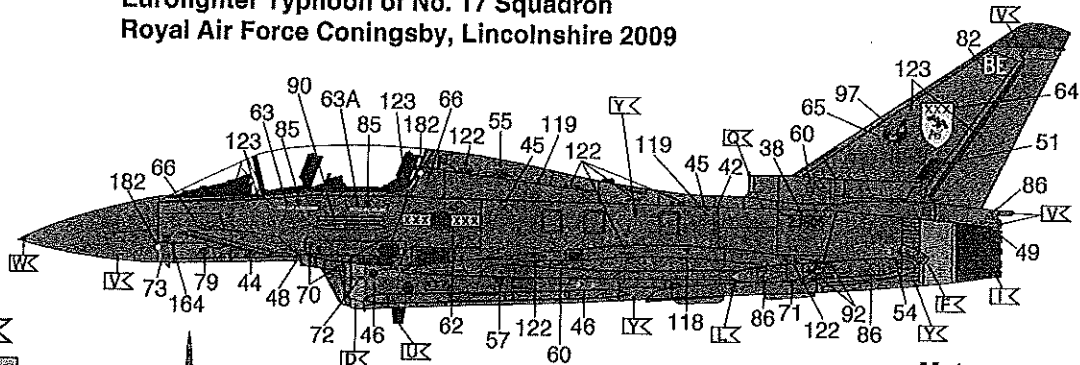 Eurofighter Typhoon of No. 17 Squadron
Royal Air Force Coningsby, Lincolnshire 2009
V
82
BE
123
64
97
65
XXX
90
63A
123
66
63
85
85
182
122
55
119
Y
Q
60
51
123
45
122
119
45
42
38
66
182
86
V
XXX
XXX
49
W
V
73
79
44
48
70
164
72
46
62
57
122
46
Y
118
L
86
71
92
122
86
54
F
Y
I
D
U
60